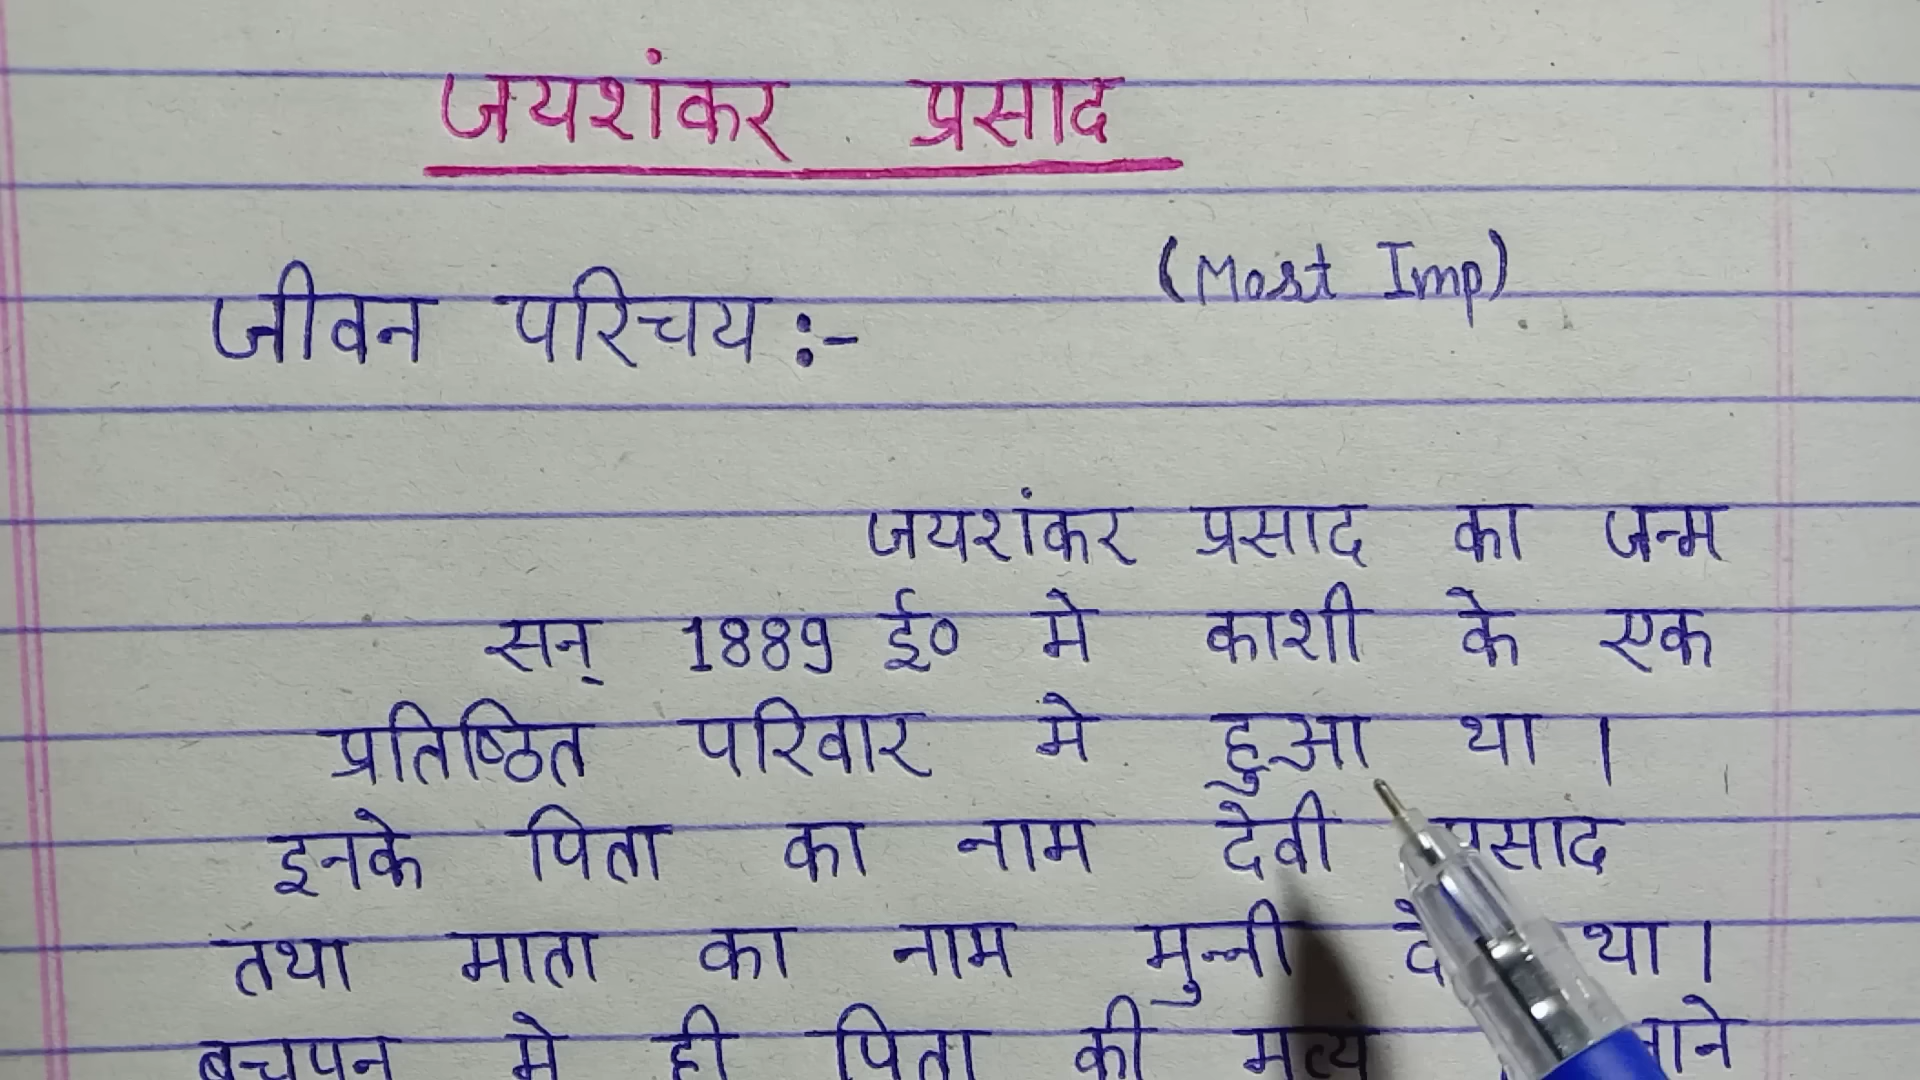 जयशंकर प्रसाद
(Most Imp)
जीवन परिचय :-
जयशंकर प्रसाद का जन्म
सन् 1889 ई० मे काशी के एक
प्रतिष्ठित परिवार मे हुआ था ।
इनके पिता का नाम देवी
तथा माता का नाम मुन्नी था ।
बचपन मे ही पिता की